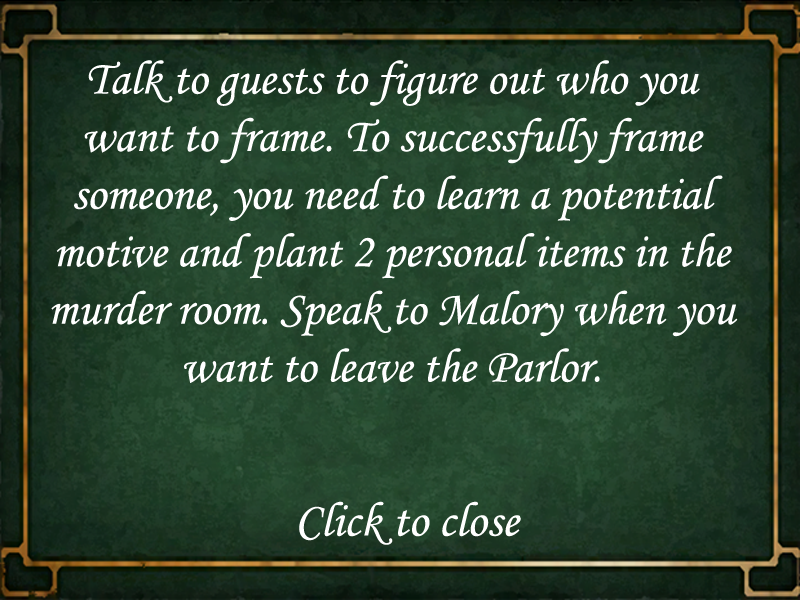 Talk to guests to figure out who you
want to frame. To successfully frame
someone, you need to learn a potential
motive and plant 2 personal items in the
murder room. Speak to Malory when you
want to leave the Parlor.
Click to close